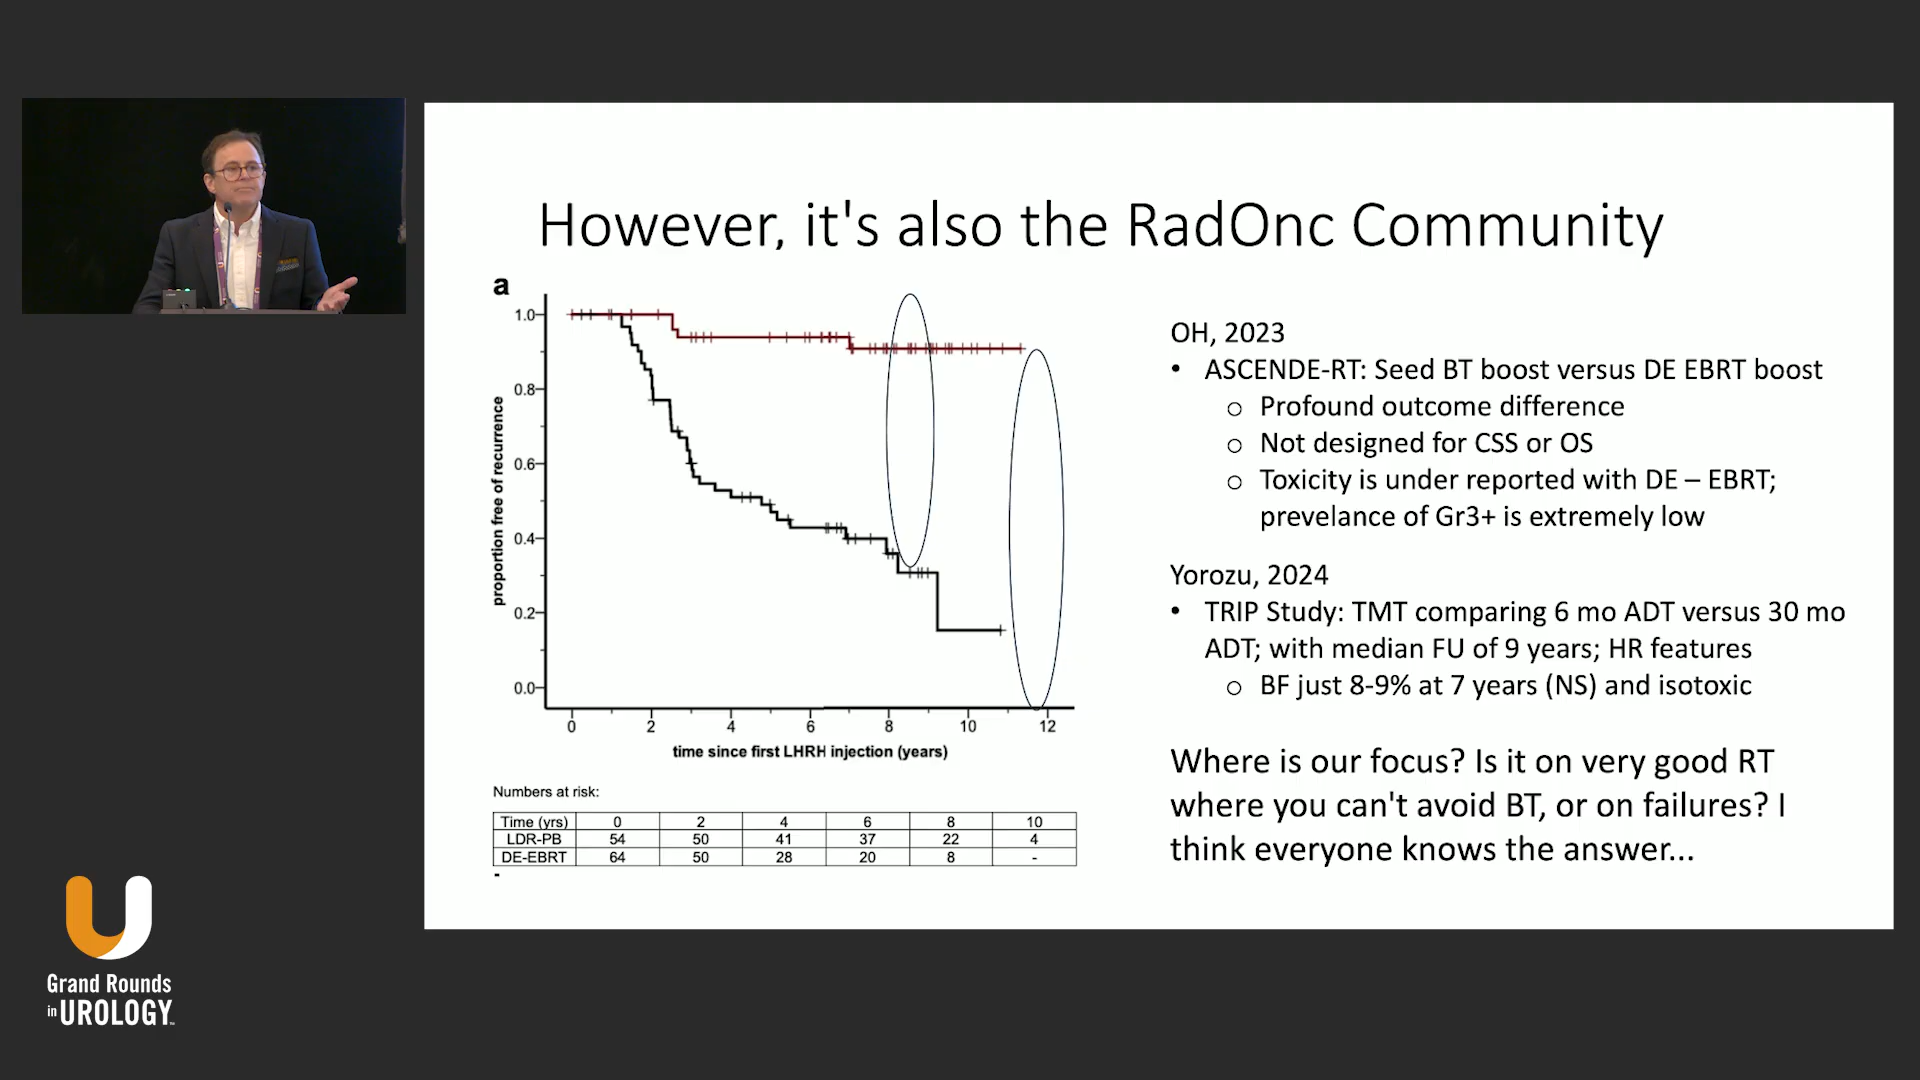 However, it's also the RadOnc Community
a
1.0
0.8
0.6
0.4
0.2
0.0
proportion free of recurrence
0 2 4 6 8 10 12
time since first LHRH injection (years)
Numbers at risk:
Time (yrs) 0 2 4 6 8 10
LDR-PB 54 50 41 37 22 4
DE-EBRT 64 50 28 20 8 -
OH, 2023
• ASCENDE-RT: Seed BT boost versus DE EBRT boost
o Profound outcome difference
o Not designed for CSS or OS
o Toxicity is under reported with DE – EBRT;
prevelance of Gr3+ is extremely low
Yorozu, 2024
• TRIP Study: TMT comparing 6 mo ADT versus 30 mo
ADT; with median FU of 9 years; HR features
o BF just 8-9% at 7 years (NS) and isotoxic
Where is our focus? Is it on very good RT
where you can't avoid BT, or on failures? I
think everyone knows the answer...
Grand Rounds
in UROLOGY